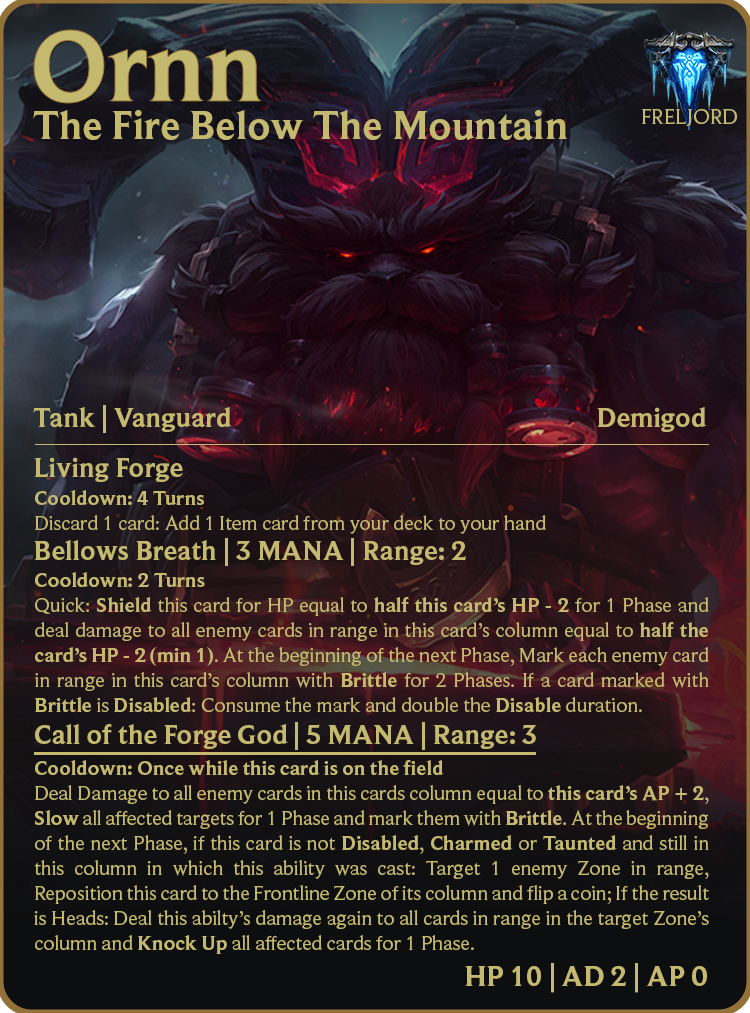 Ornn
The Fire Below The Mountain
FRELJORD
Tank | Vanguard
Demigod
Living Forge
Cooldown: 4 Turns
Discard 1 card: Add 1 Item card from your deck to your hand
Bellows Breath | 3 MANA | Range: 2
Cooldown: 2 Turns
Quick: Shield this card for HP equal to half this card's HP - 2 for 1 Phase and
deal damage to all enemy cards in range in this card's column equal to half the
card's HP - 2 (min 1). At the beginning of the next Phase, Mark each enemy card
in range in this card's column with Brittle for 2 Phases. If a card marked with
Brittle is Disabled: Consume the mark and double the Disable duration.
Call of the Forge God | 5 MANA | Range: 3
Cooldown: Once while this card is on the field
Deal Damage to all enemy cards in this cards column equal to this card's AP + 2,
Slow all affected targets for 1 Phase and mark them with Brittle. At the beginning
of the next Phase, if this card is not Disabled, Charmed or Taunted and still in
this column in which this ability was cast: Target 1 enemy Zone in range,
Reposition this card to the Frontline Zone of its column and flip a coin; If the result
is Heads: Deal this abilty's damage again to all cards in range in the target Zone's
column and Knock Up all affected cards for 1 Phase.
HP 10 | AD 2 | AP 0